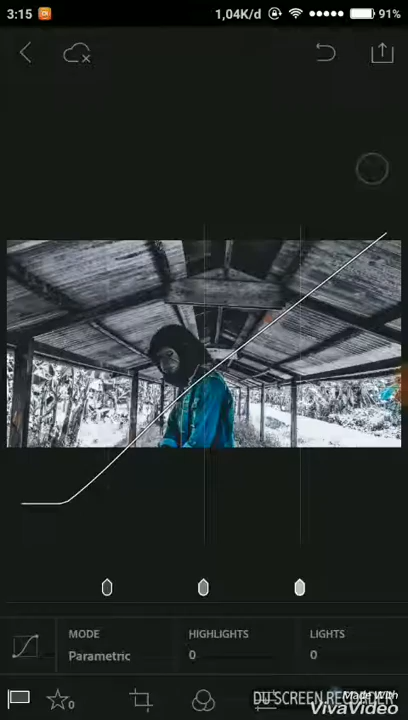 3:15
1,04K/d
91%
MODE
HIGHLIGHTS
LIGHTS
Parametric
0
0
0
DU SCREEN RECORDER
Made With
VivaVideo